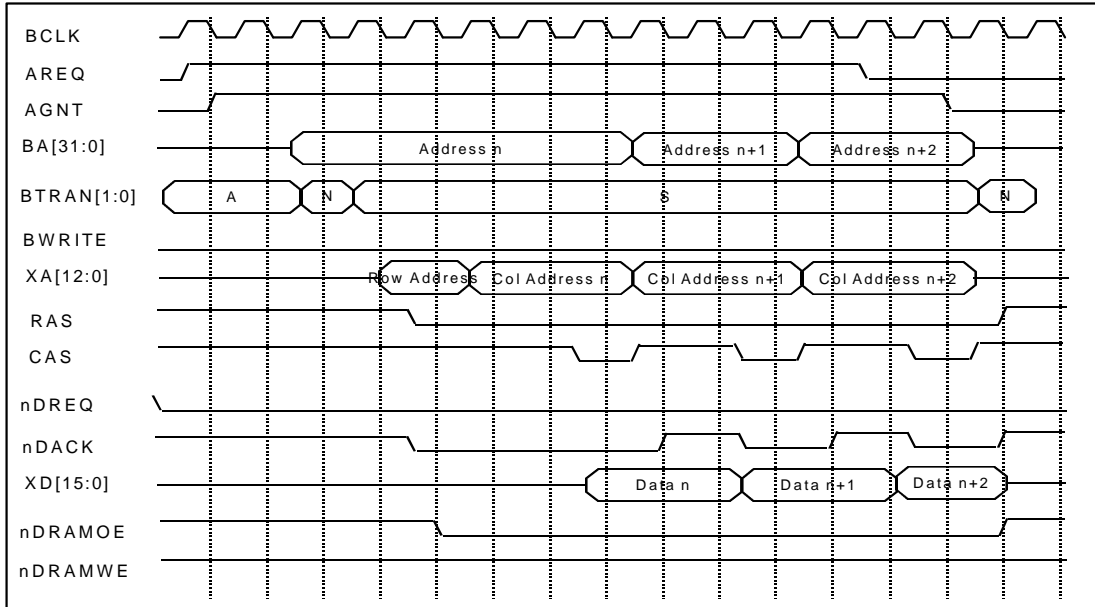 BCLK
AREQ
AGNT
BA[31:0] Address n Address n+1 Address n+2
BTRAN[1:0] A N S N
BWRITE
XA[12:0] Row Address Col Address n Col Address n+1 Col Address n+2
RAS
CAS
nDREQ
nDACK
XD[15:0] Data n Data n+1 Data n+2
nDRAMOE
nDRAMWE